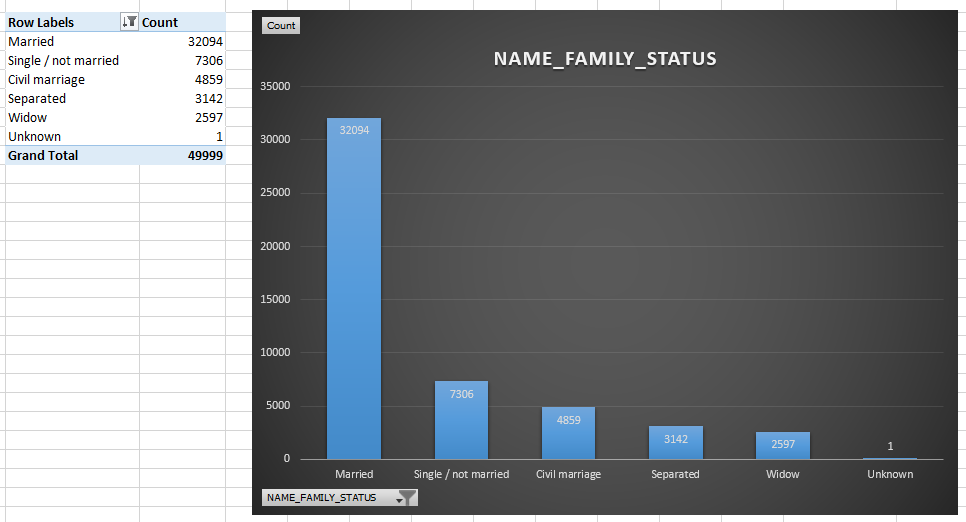 Row Labels Count
Married 32094
Single / not married 7306
Civil marriage 4859
Separated 3142
Widow 2597
Unknown 1
Grand Total 49999
Count
NAME_FAMILY_STATUS
35000
30000
25000
20000
15000
10000
5000
0
32094
7306
4859
3142
2597
1
Married Single / not married Civil marriage Separated Widow Unknown
NAME_FAMILY_STATUS